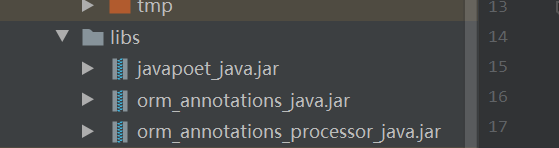 tmp
libs
javapoet_java.jar
orm_annotations_java.jar
orm_annotations_processor_java.jar
13
14
15
16
17